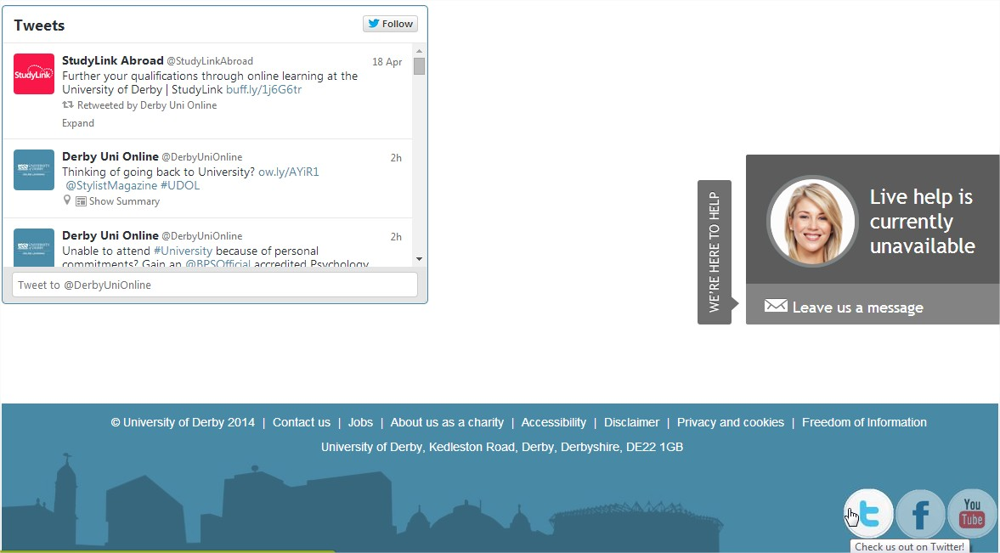 Tweets
Follow
StudyLink
StudyLink Abroad @StudyLinkAbroad 18 Apr
Further your qualifications through online learning at the
University of Derby | StudyLink buff.ly/1j6G6tr
Retweeted by Derby Uni Online
Expand
Derby Uni Online @DerbyUniOnline 2h
Thinking of going back to University? ow.ly/AYiR1
@StylistMagazine #UDOL
Show Summary
Derby Uni Online @DerbyUniOnline 2h
Unable to attend #University because of personal
commitments? Gain an @BPSOfficial accredited Psychology
Tweet to @DerbyUniOnline
WE'RE HERE TO HELP
Live help is
currently
unavailable
Leave us a message
© University of Derby 2014 | Contact us | Jobs | About us as a charity | Accessibility | Disclaimer | Privacy and cookies | Freedom of Information
University of Derby, Kedleston Road, Derby, Derbyshire, DE22 1GB
You
Tube
Check us out on Twitter!